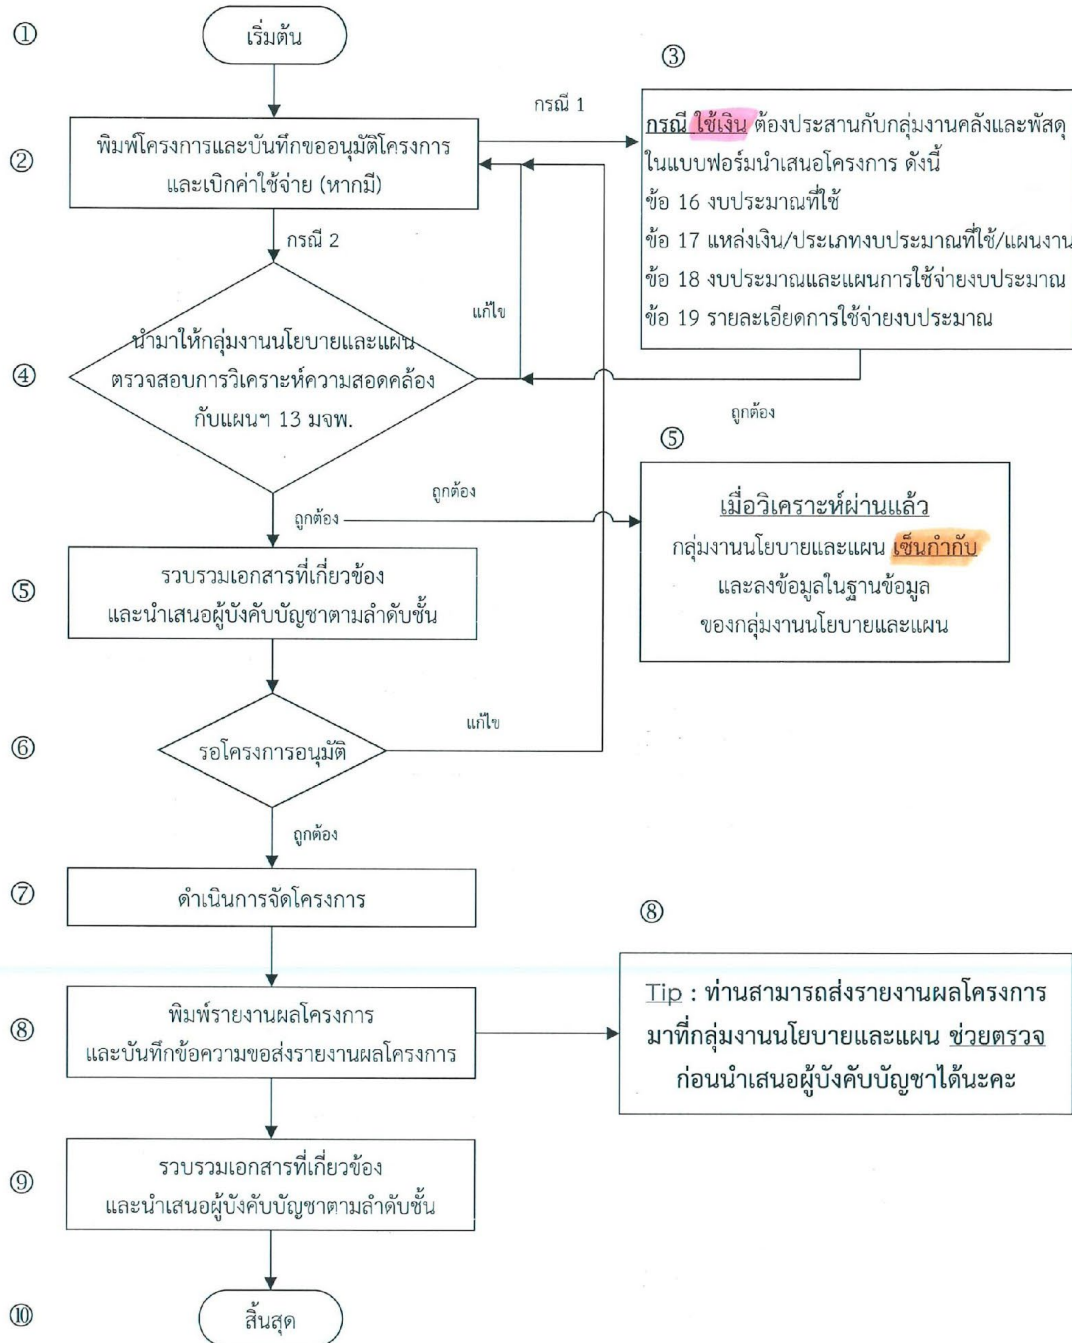 ①
เริ่มต้น
③
กรณี 1
②
พิมพ์โครงการและบันทึกขออนุมัติโครงการ
และเบิกค่าใช้จ่าย (หากมี)
กรณี ใช้เงิน ต้องประสานกับกลุ่มงานคลังและพัสดุ
ในแบบฟอร์มนำเสนอโครงการ ดังนี้
ข้อ 16 งบประมาณที่ใช้
ข้อ 17 แหล่งเงิน/ประเภทงบประมาณที่ใช้/แผนงาน
ข้อ 18 งบประมาณและแผนการใช้จ่ายงบประมาณ
ข้อ 19 รายละเอียดการใช้จ่ายงบประมาณ
กรณี 2
แก้ไข
④
นำมาให้กลุ่มงานนโยบายและแผน
ตรวจสอบการวิเคราะห์ความสอดคล้อง
กับแผนฯ 13 มจพ.
ถูกต้อง
⑤
ถูกต้อง
ถูกต้อง
เมื่อวิเคราะห์ผ่านแล้ว
กลุ่มงานนโยบายและแผน เซ็นกำกับ
และลงข้อมูลในฐานข้อมูล
ของกลุ่มงานนโยบายและแผน
⑤
รวบรวมเอกสารที่เกี่ยวข้อง
และนำเสนอผู้บังคับบัญชาตามลำดับชั้น
แก้ไข
⑥
รอโครงการอนุมัติ
ถูกต้อง
⑦
ดำเนินการจัดโครงการ
⑧
⑧
พิมพ์รายงานผลโครงการ
และบันทึกข้อความขอส่งรายงานผลโครงการ
Tip : ท่านสามารถส่งรายงานผลโครงการ
มาที่กลุ่มงานนโยบายและแผน ช่วยตรวจ
ก่อนนำเสนอผู้บังคับบัญชาได้นะคะ
⑨
รวบรวมเอกสารที่เกี่ยวข้อง
และนำเสนอผู้บังคับบัญชาตามลำดับชั้น
⑩
สิ้นสุด